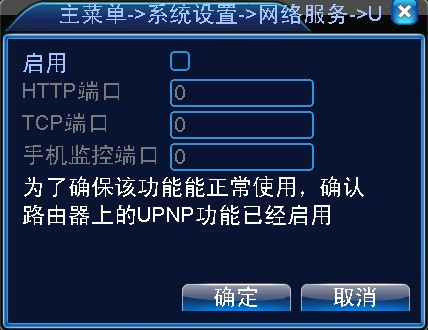 主菜单->系统设置->网络服务->U
启用
HTTP端口 0
TCP端口 0
手机监控端口 0
为了确保该功能能正常使用，确认
路由器上的UPNP功能已经启用
确定 取消